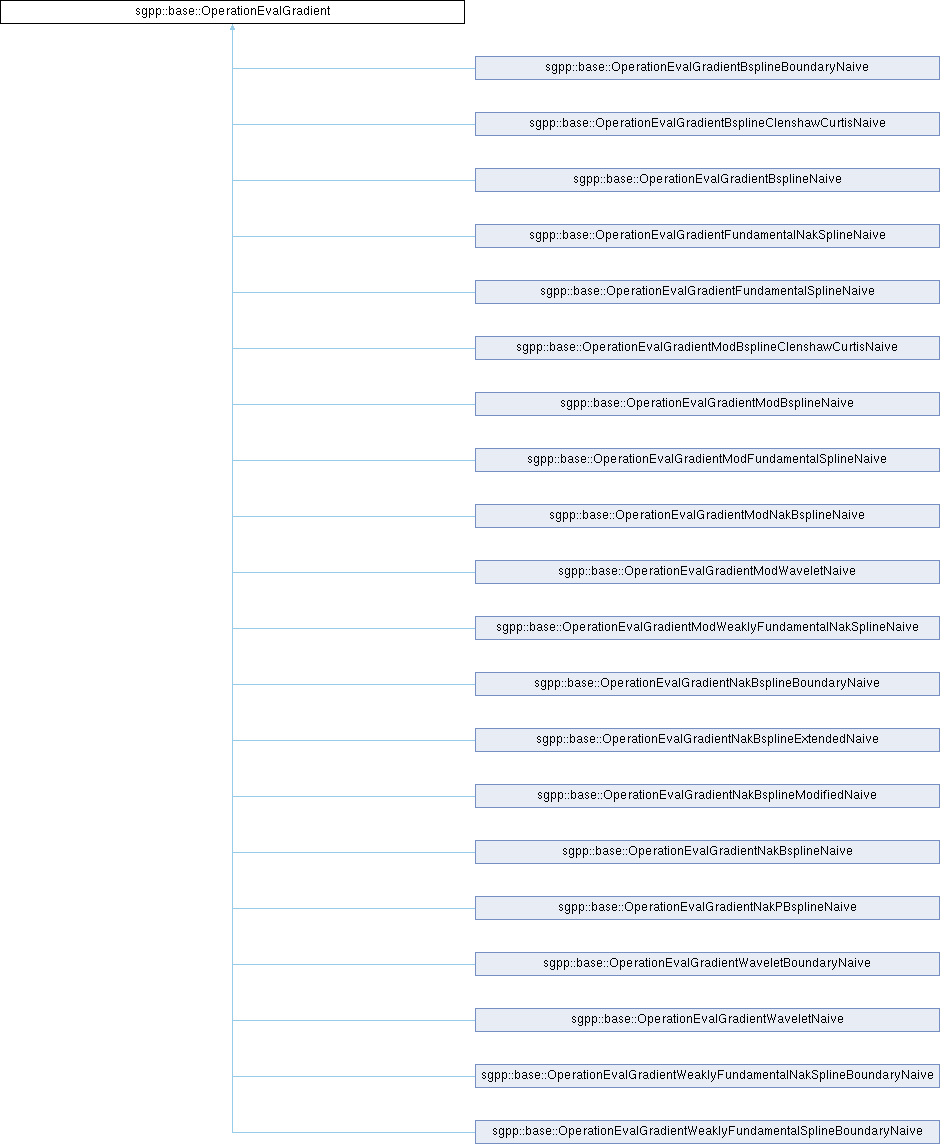 sgpp::base::OperationEvalGradient
sgpp::base::OperationEvalGradientBsplineBoundaryNaive
sgpp::base::OperationEvalGradientBsplineClenshawCurtisNaive
sgpp::base::OperationEvalGradientBsplineNaive
sgpp::base::OperationEvalGradientFundamentalNakSplineNaive
sgpp::base::OperationEvalGradientFundamentalSplineNaive
sgpp::base::OperationEvalGradientModBsplineClenshawCurtisNaive
sgpp::base::OperationEvalGradientModBsplineNaive
sgpp::base::OperationEvalGradientModFundamentalSplineNaive
sgpp::base::OperationEvalGradientModNakBsplineNaive
sgpp::base::OperationEvalGradientModWaveletNaive
sgpp::base::OperationEvalGradientModWeaklyFundamentalNakSplineNaive
sgpp::base::OperationEvalGradientNakBsplineBoundaryNaive
sgpp::base::OperationEvalGradientNakBsplineExtendedNaive
sgpp::base::OperationEvalGradientNakBsplineModifiedNaive
sgpp::base::OperationEvalGradientNakBsplineNaive
sgpp::base::OperationEvalGradientNakPBsplineNaive
sgpp::base::OperationEvalGradientWaveletBoundaryNaive
sgpp::base::OperationEvalGradientWaveletNaive
sgpp::base::OperationEvalGradientWeaklyFundamentalNakSplineBoundaryNaive
sgpp::base::OperationEvalGradientWeaklyFundamentalSplineBoundaryNaive